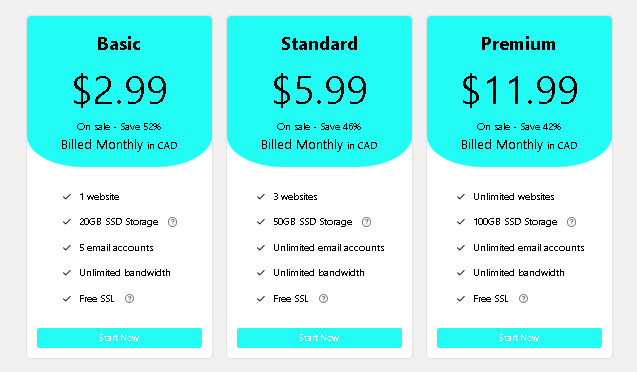 Basic
$2.99
On sale - Save 52%
Billed Monthly in CAD
1 website
20GB SSD Storage
5 email accounts
Unlimited bandwidth
Free SSL
Start Now
Standard
$5.99
On sale - Save 46%
Billed Monthly in CAD
3 websites
50GB SSD Storage
Unlimited email accounts
Unlimited bandwidth
Free SSL
Start Now
Premium
$11.99
On sale - Save 42%
Billed Monthly in CAD
Unlimited websites
100GB SSD Storage
Unlimited email accounts
Unlimited bandwidth
Free SSL
Start Now